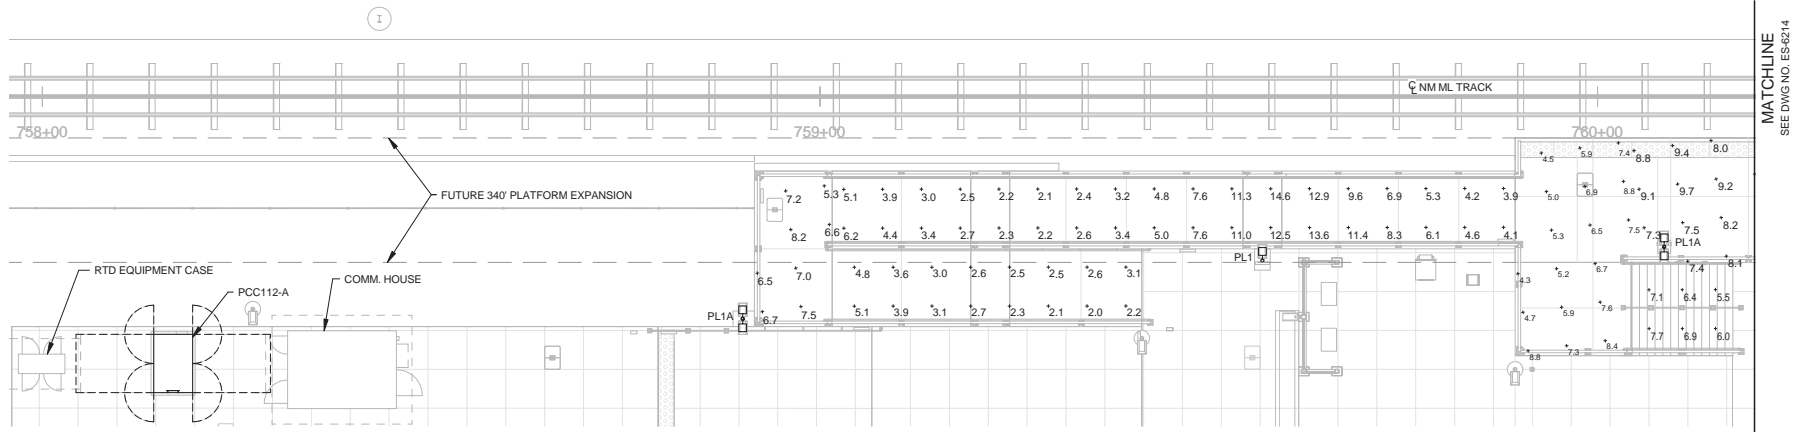 I
℄ NM ML TRACK
MATCHLINE
SEE DWG NO. ES-6214
758+00
759+00
760+00
FUTURE 340' PLATFORM EXPANSION
4.5 5.9 7.4 8.8 9.4 8.0
7.2 5.3 5.1 3.9 3.0 2.5 2.2 2.1 2.4 3.2 4.8 7.6 11.3 14.6 12.9 9.6 6.9 5.3 4.2 3.9 5.0 6.9 8.8 9.1 9.7 9.2
8.2 6.6 6.2 4.4 3.4 2.7 2.3 2.2 2.6 3.4 5.0 7.6 11.0 12.5 13.6 11.4 8.3 6.1 4.6 4.1 5.3 6.5 7.5 7.3 7.5 8.2
PL1
PL1A
RTD EQUIPMENT CASE
COMM. HOUSE
6.5 7.0 4.8 3.6 3.0 2.6 2.5 2.5 2.6 3.1 4.3 5.2 6.7 7.4 8.1
PCC112-A
7.1 6.4 5.5
PL1A
6.7 7.5 5.1 3.9 3.1 2.7 2.3 2.1 2.0 2.2 4.7 5.9 7.6
7.7 6.9 6.0
8.8 7.3 8.4